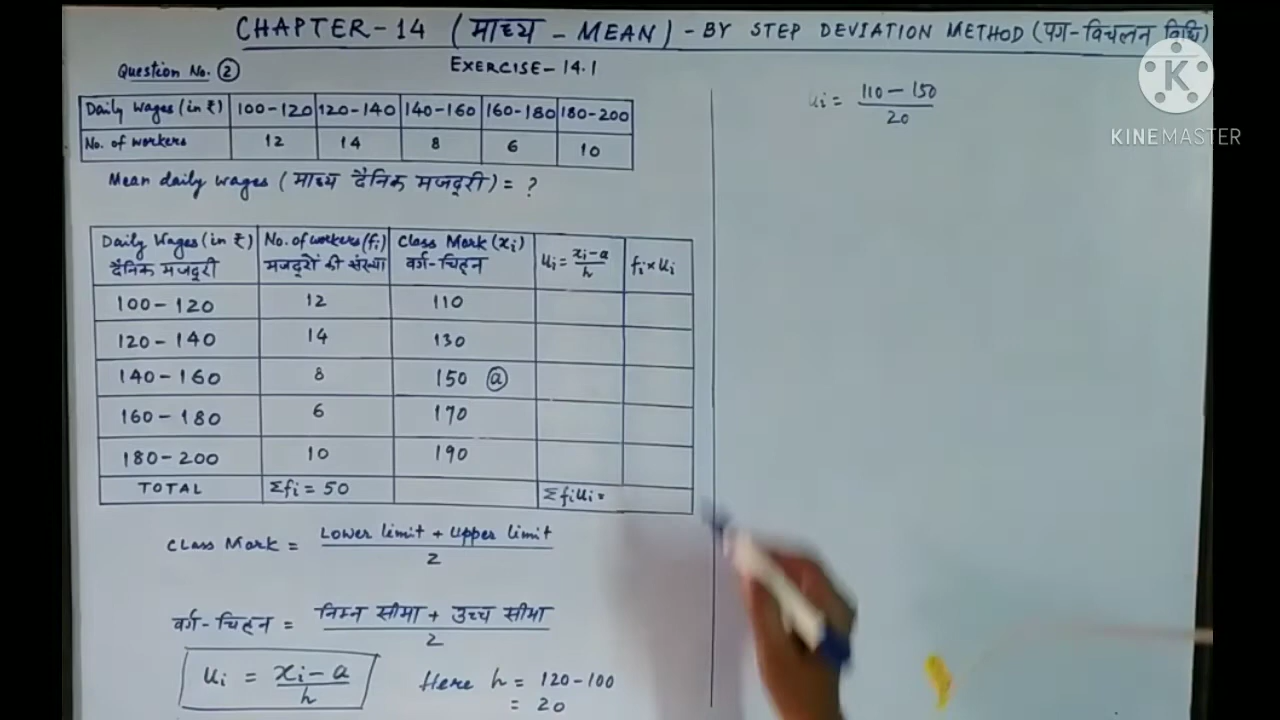 CHAPTER-14 (माध्य - MEAN) - BY STEP DEVIATION METHOD (पग-विचलन विधि)
EXERCISE-14.1
Question No. 2
Daily Wages (in ₹) 100-120 120-140 140-160 160-180 180-200
No. of workers 12 14 8 6 10
Mean daily wages (माध्य दैनिक मजदूरी) = ?
Daily Wages (in ₹) No. of workers (fi) Class Mark (xi) ui = xi-a/h fi×ui
दैनिक मजदूरी मजदूरों की संख्या वर्ग-चिह्न
100-120 12 110
120-140 14 130
140-160 8 150 a
160-180 6 170
180-200 10 190
TOTAL Σfi = 50 Σfiui =
Class Mark = Lower limit + Upper limit
2
वर्ग-चिह्न = निम्न सीमा + उच्च सीमा
2
ui = xi-a/h
Here h = 120-100
= 20
ui = 110-150
20
K
KINEMASTER